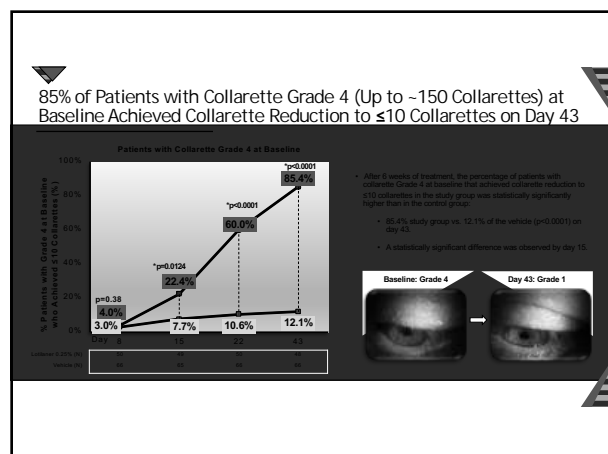 85% of Patients with Collarette Grade 4 (Up to ~150 Collarettes) at
Baseline Achieved Collarette Reduction to ≤10 Collarettes on Day 43
Patients with Collarette Grade 4 at Baseline
% Patients with Grade 4 at Baseline
who Achieved ≤10 Collarettes (%)
100%
80%
60%
40%
20%
0%
p=0.38
4.0%
3.0%
*p=0.0124
22.4%
7.7%
*p<0.0001
60.0%
10.6%
*p<0.0001
85.4%
12.1%
Day 8 15 22 43
Lotilaner 0.25% (N)
Vehicle (N)
• After 6 weeks of treatment, the percentage of patients with
collarette Grade 4 at baseline that achieved collarette reduction to
≤10 collarettes in the study group was statistically significantly
higher than in the control group:
• 85.4% study group vs. 12.1% of the vehicle (p<0.0001) on
day 43.
• A statistically significant difference was observed by day 15.
Baseline: Grade 4
Day 43: Grade 1